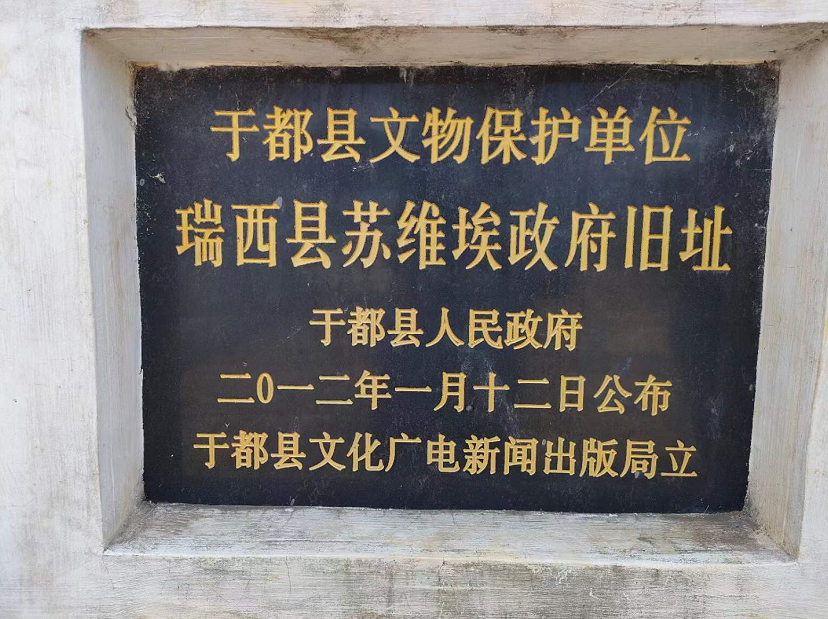 于都县文物保护单位
瑞西县苏维埃政府旧址
于都县人民政府
二0一二年一月十二日公布
于都县文化广电新闻出版局立